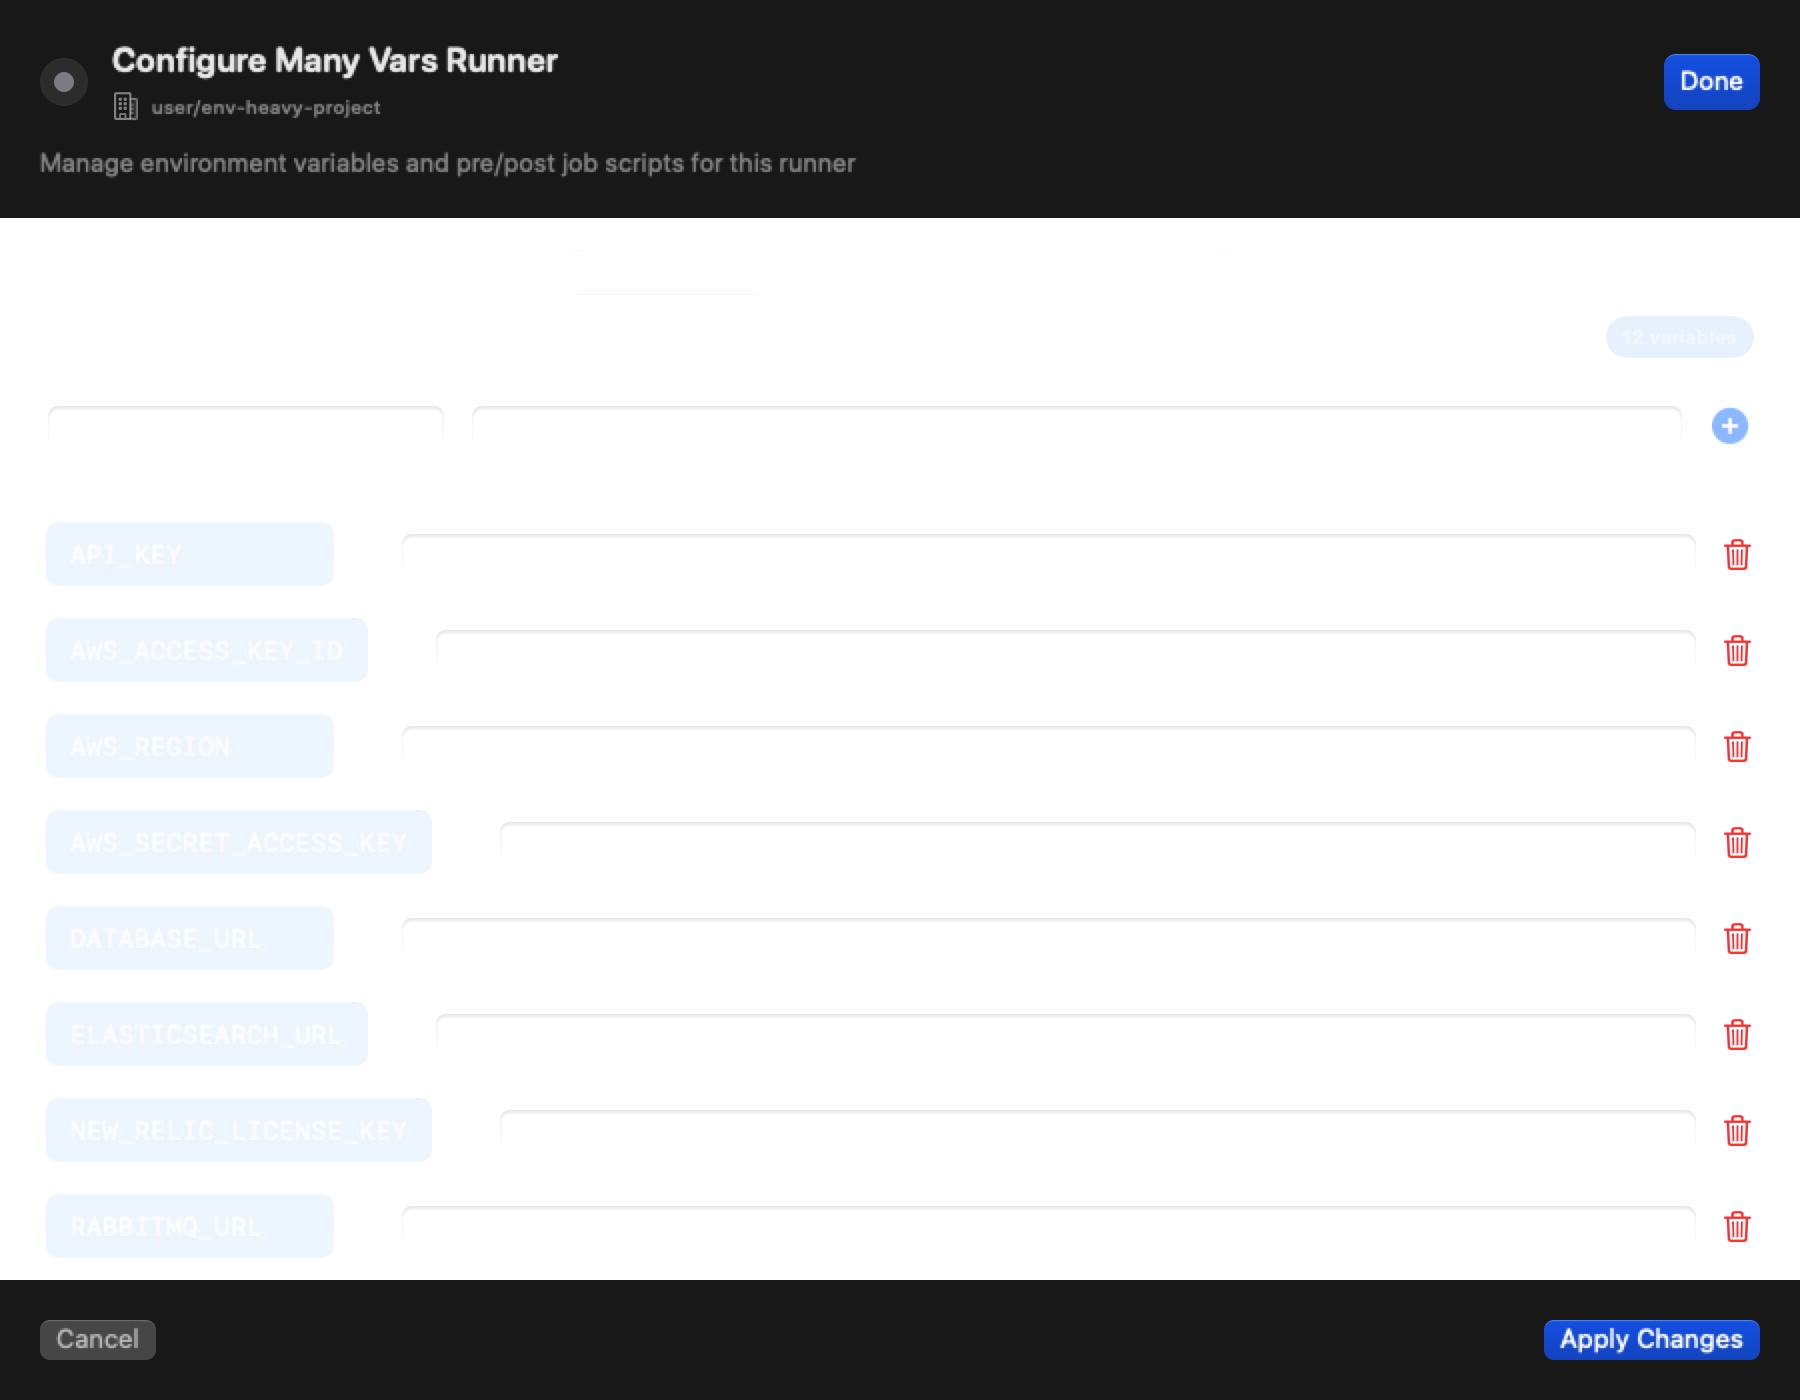 Configure Many Vars Runner
Done
user/env-heavy-project
Manage environment variables and pre/post job scripts for this runner
12 variables
API_KEY
AWS_ACCESS_KEY_ID
AWS_REGION
AWS_SECRET_ACCESS_KEY
DATABASE_URL
ELASTICSEARCH_URL
NEW_RELIC_LICENSE_KEY
RABBITMQ_URL
Cancel
Apply Changes